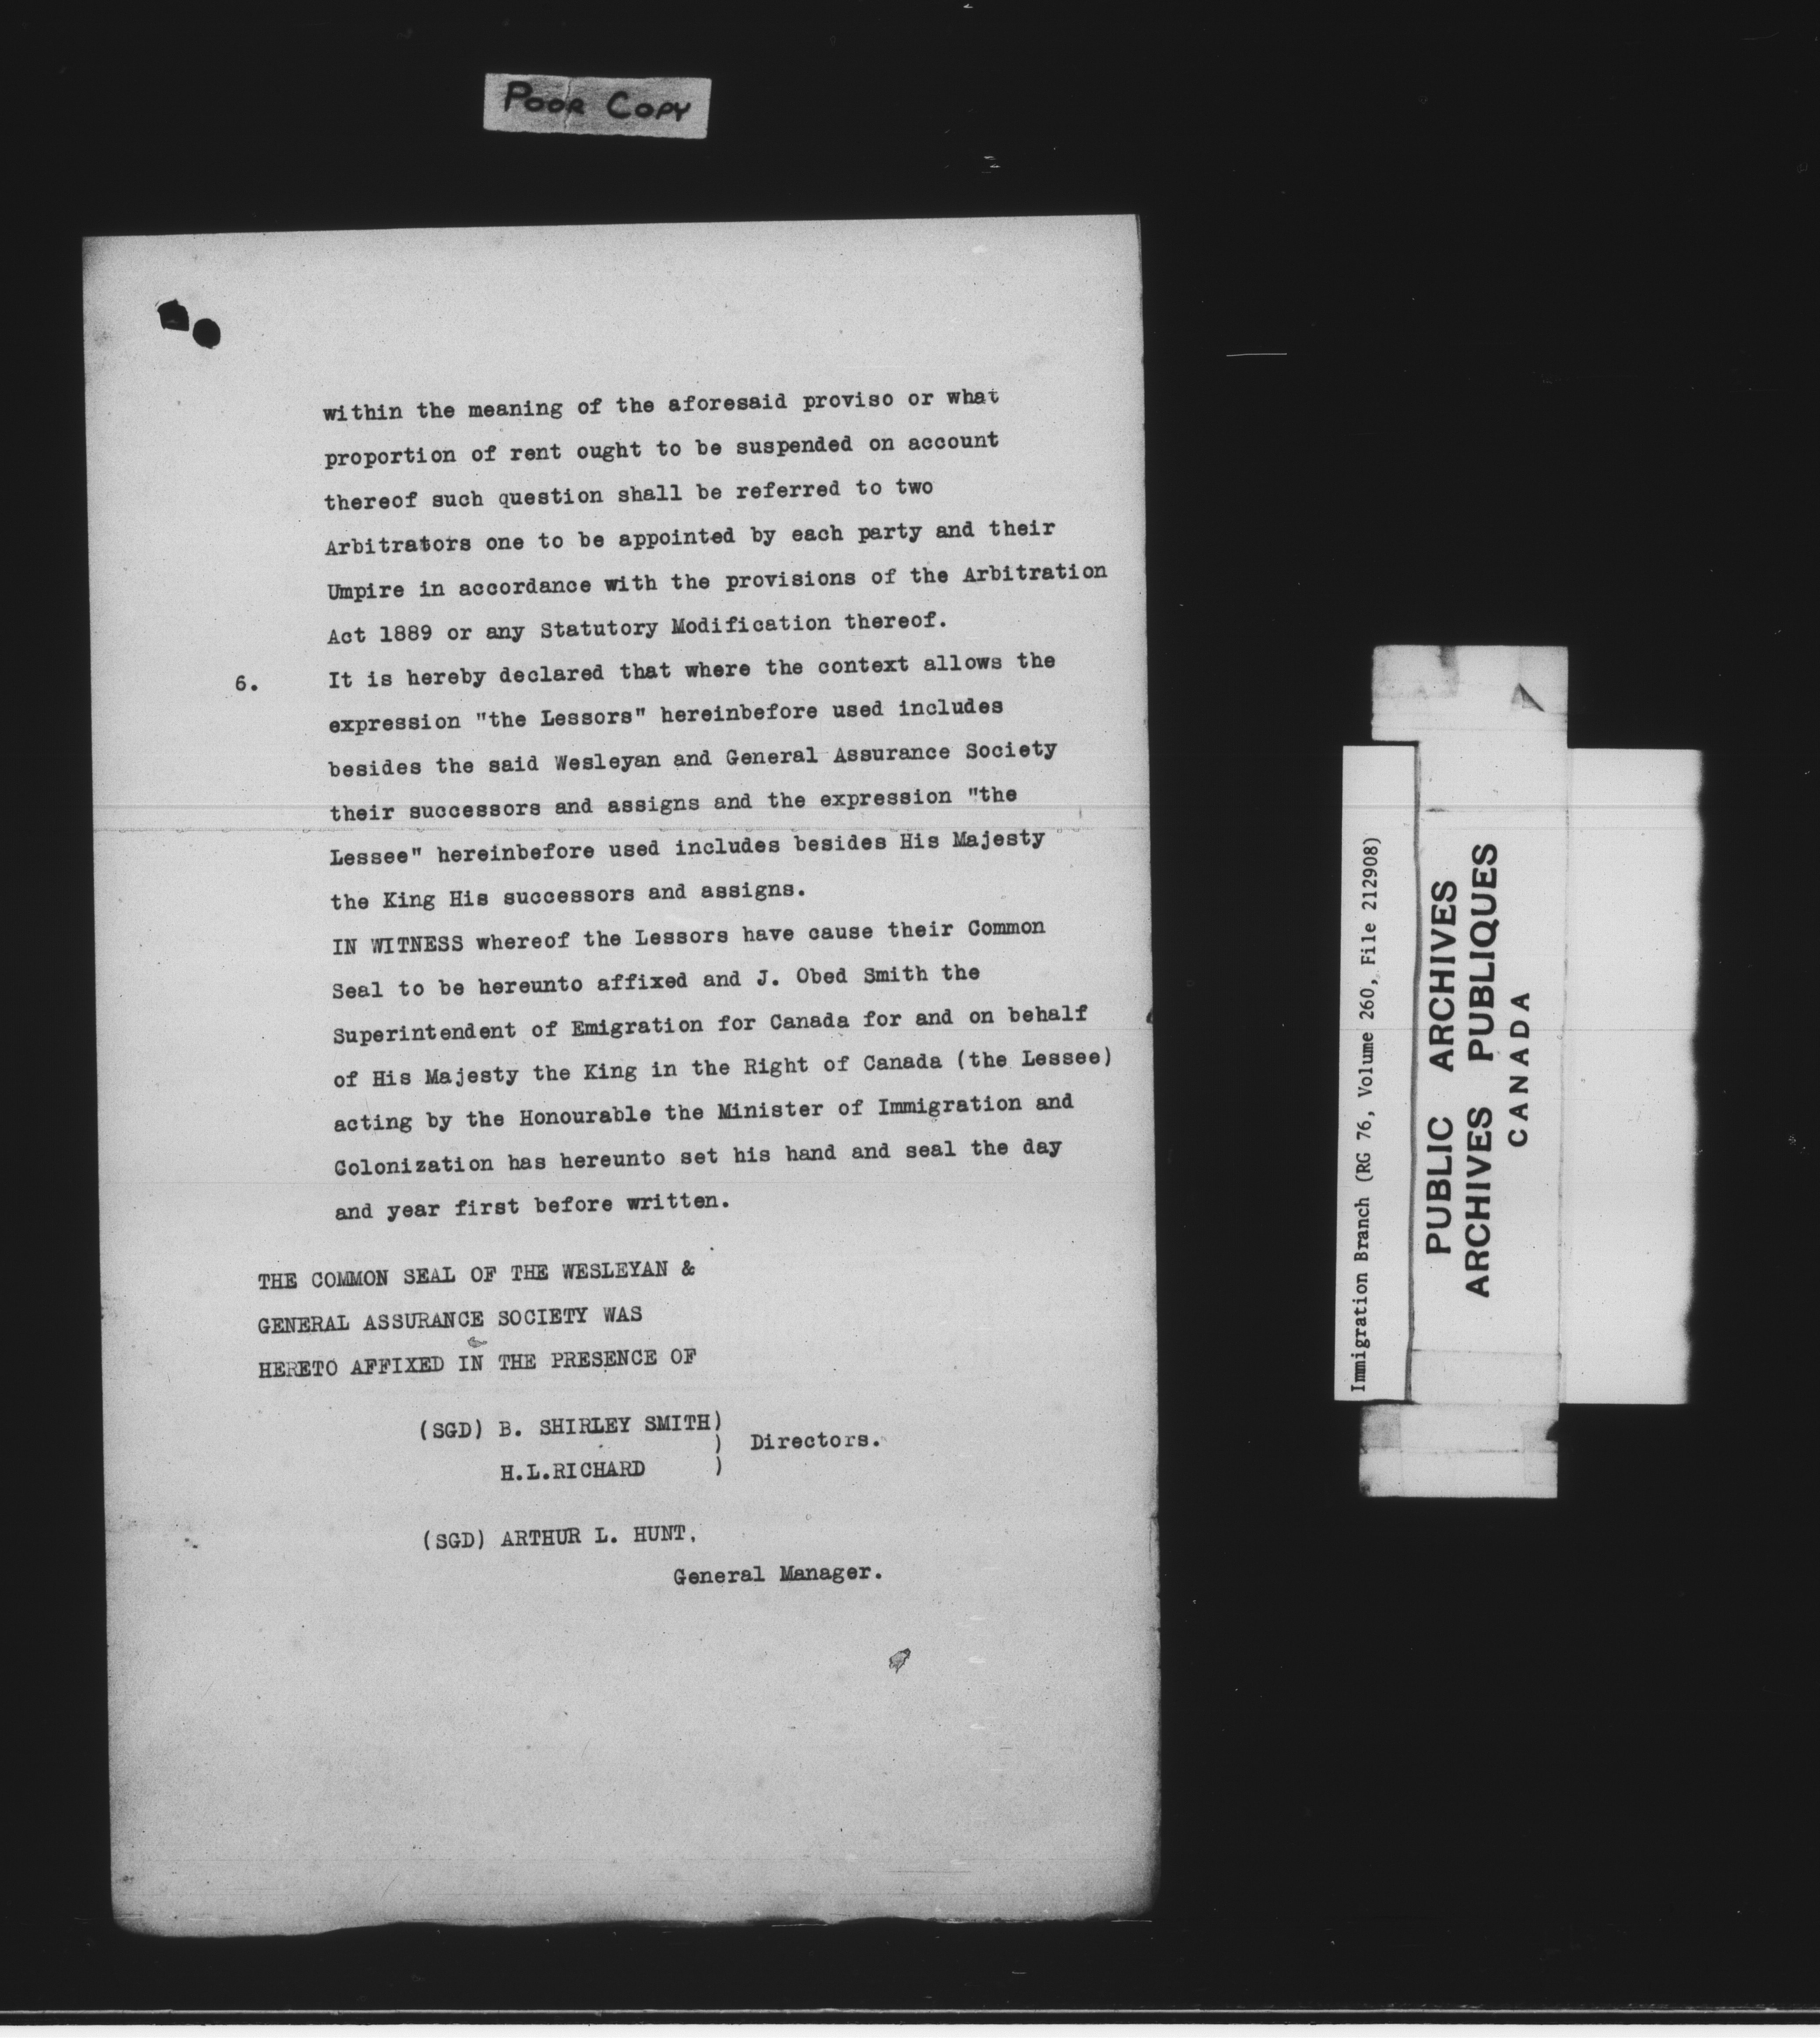 POOR COPY
within the meaning of the aforesaid proviso or what
proportion of rent ought to be suspended on account
thereof such question shall be referred to two
Arbitrators one to be appointed by each party and their
Umpire in accordance with the provisions of the Arbitration
Act 1889 or any Statutory Modification thereof.
6. It is hereby declared that where the context allows the
expression "the Lessors" hereinbefore used includes
besides the said Wesleyan and General Assurance Society
their successors and assigns and the expression "the
Lessee" hereinbefore used includes besides His Majesty
the King His successors and assigns.
IN WITNESS whereof the Lessors have cause their Common
Seal to be hereunto affixed and J. Obed Smith the
Superintendent of Emigration for Canada for and on behalf
of His Majesty the King in the Right of Canada (the Lessee)
acting by the Honourable the Minister of Immigration and
Colonization has hereunto set his hand and seal the day
and year first before written.
THE COMMON SEAL OF THE WESLEYAN &
GENERAL ASSURANCE SOCIETY WAS
HERETO AFFIXED IN THE PRESENCE OF
(SGD) B. SHIRLEY SMITH)
) Directors.
H.L.RICHARD )
(SGD) ARTHUR L. HUNT,
General Manager.
Immigration Branch (RG 76, Volume 260, File 212908)
PUBLIC ARCHIVES
ARCHIVES PUBLIQUES
CANADA